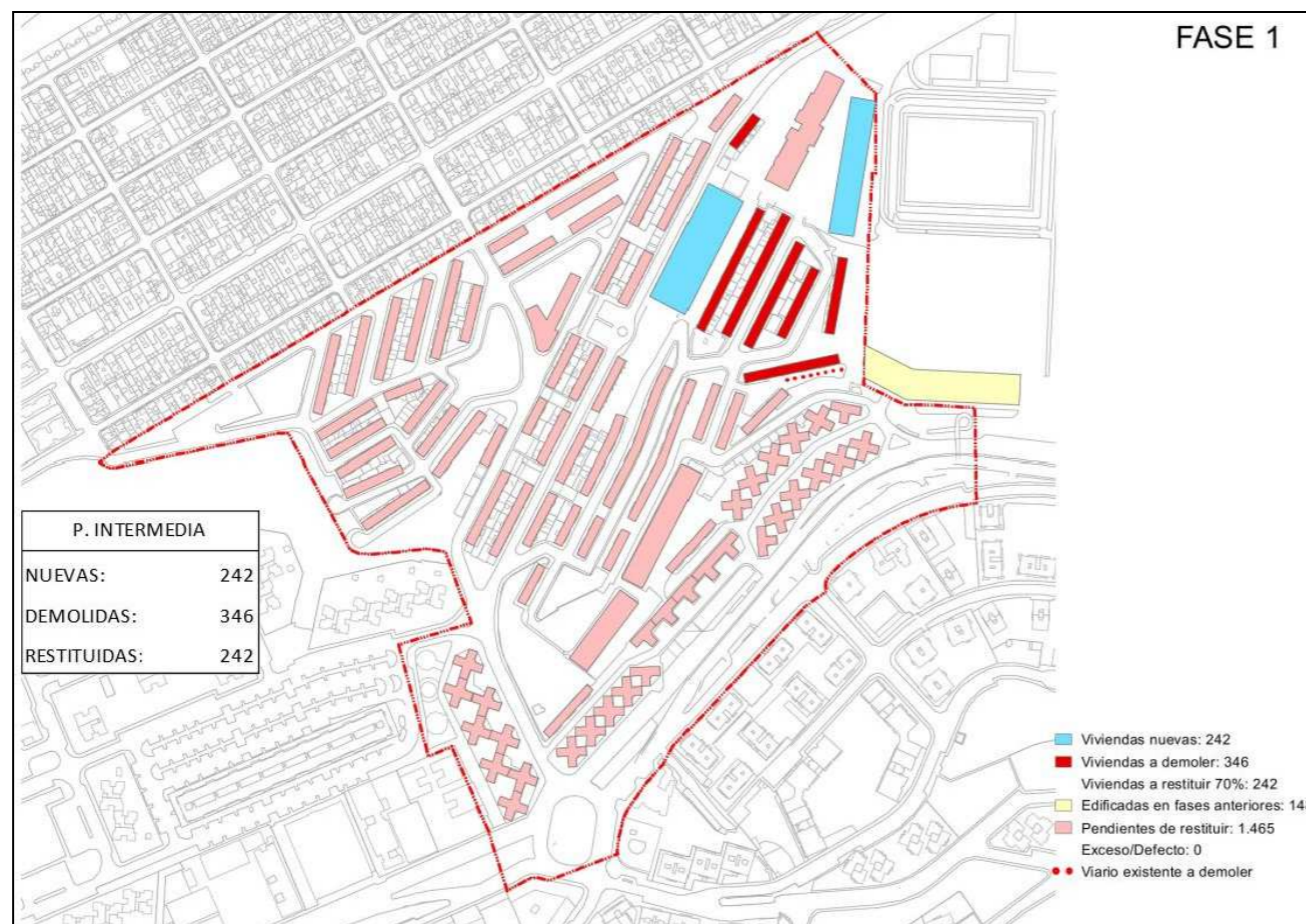 FASE 1
P. INTERMEDIA
NUEVAS: 242
DEMOLIDAS: 346
RESTITUIDAS: 242
Viviendas nuevas: 242
Viviendas a demoler: 346
Viviendas a restituir 70%: 242
Edificadas en fases anteriores:
Pendientes de restituir: 1.465
Exceso/Defecto: 0
Viario existente a demoler